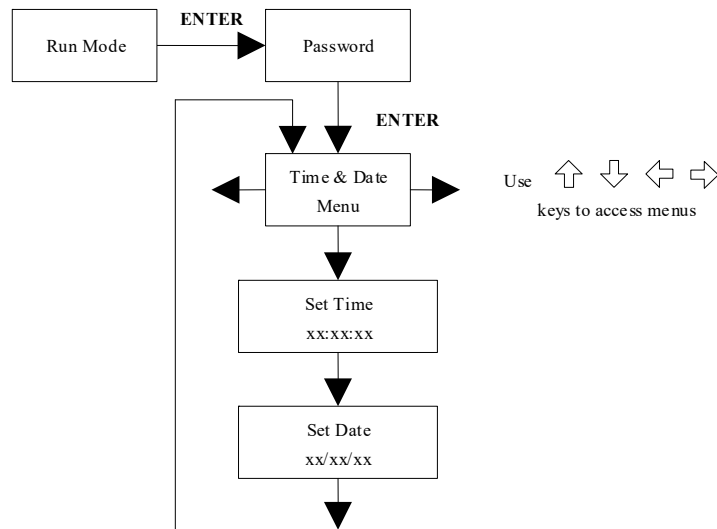 ENTER
Run Mode
Password
ENTER
Time & Date
Menu
Use
keys to access menus
Set Time
xx:xx:xx
Set Date
xx/xx/xx